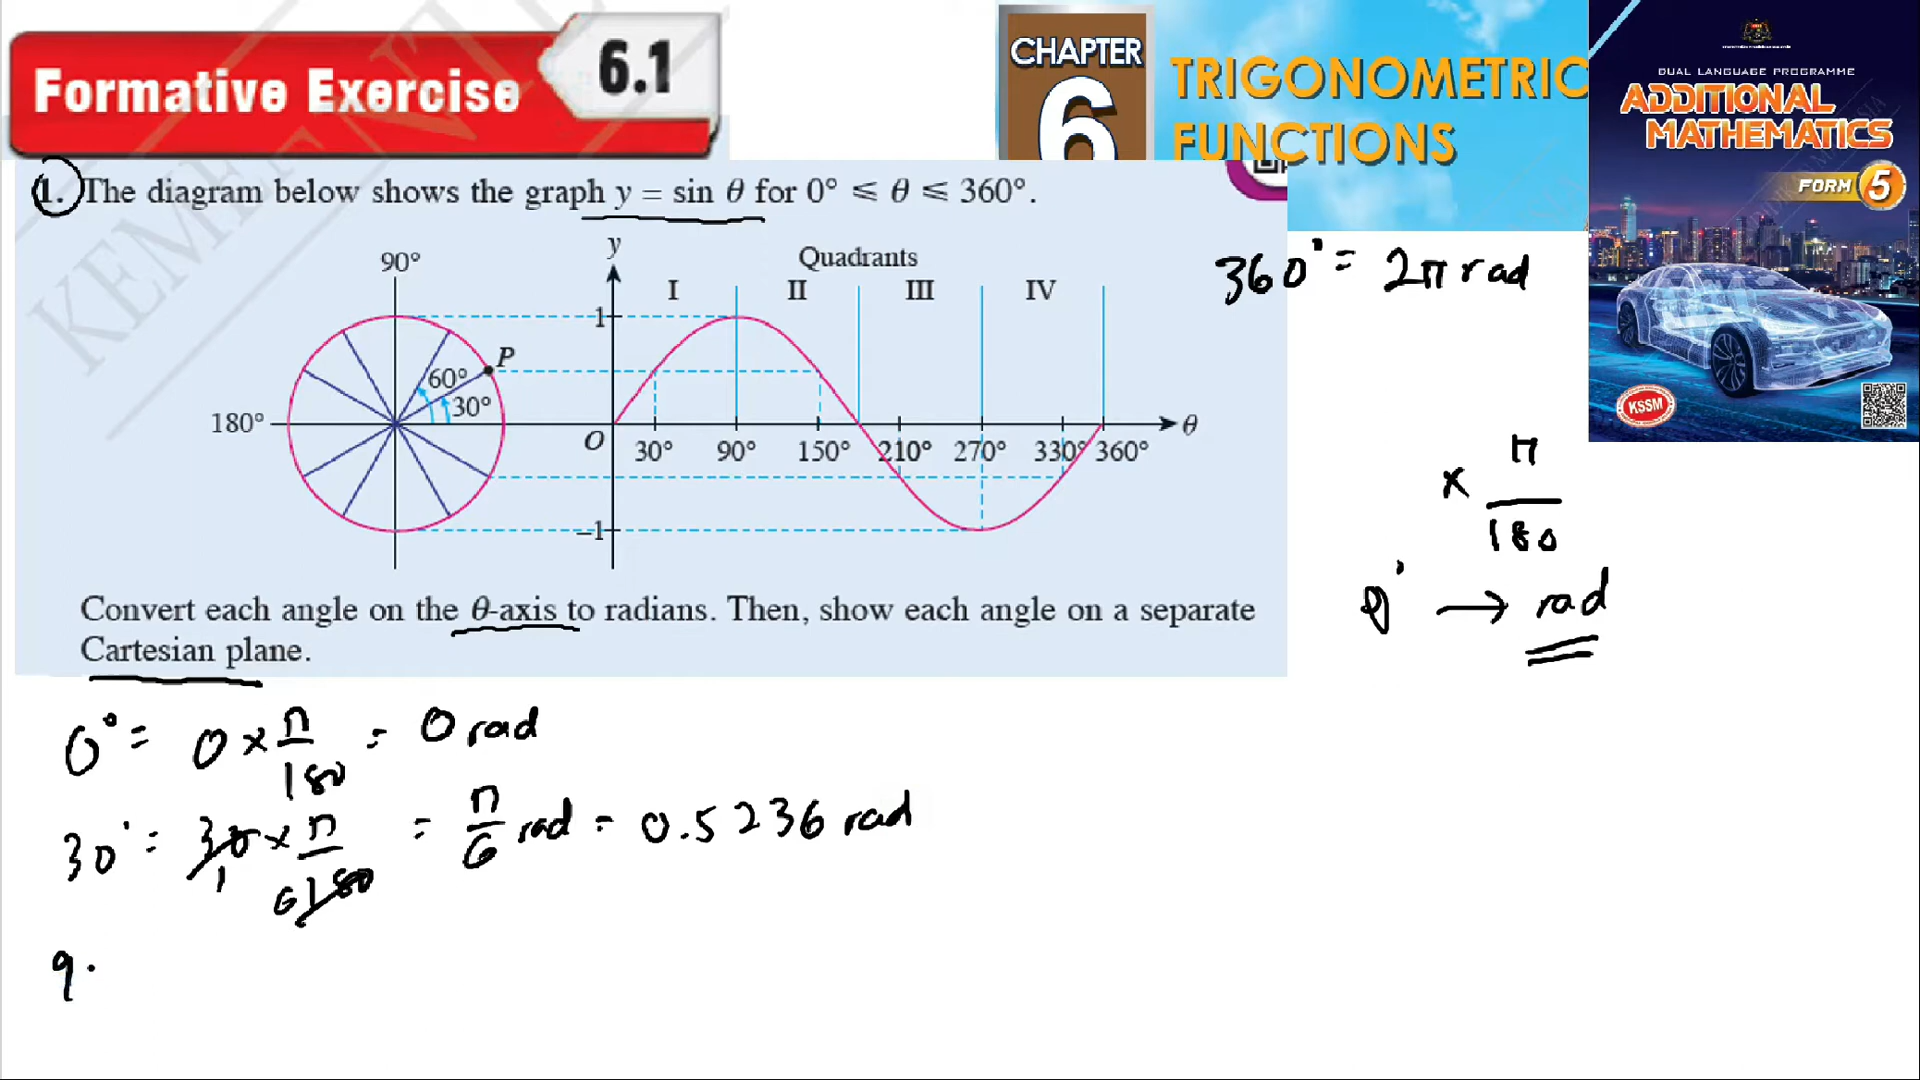 Formative Exercise 6.1
CHAPTER
6
TRIGONOMETRIC
FUNCTIONS
DUAL LANGUAGE PROGRAMME
ADDITIONAL
MATHEMATICS
FORM 5
KSSM
1. The diagram below shows the graph y = sin θ for 0° ⩽ θ ⩽ 360°.
y
90°
Quadrants
I II III IV
1
P
60°
30°
180°
O
θ
30° 90° 150° 210° 270° 330° 360°
–1
Convert each angle on the θ-axis to radians. Then, show each angle on a separate
Cartesian plane.
360° = 2π rad
× π/180
θ° → rad
0° = 0 × π/180 = 0 rad
30° = 30 × π/180 = π/6 rad = 0.5236 rad
1
6
9
KEMENT